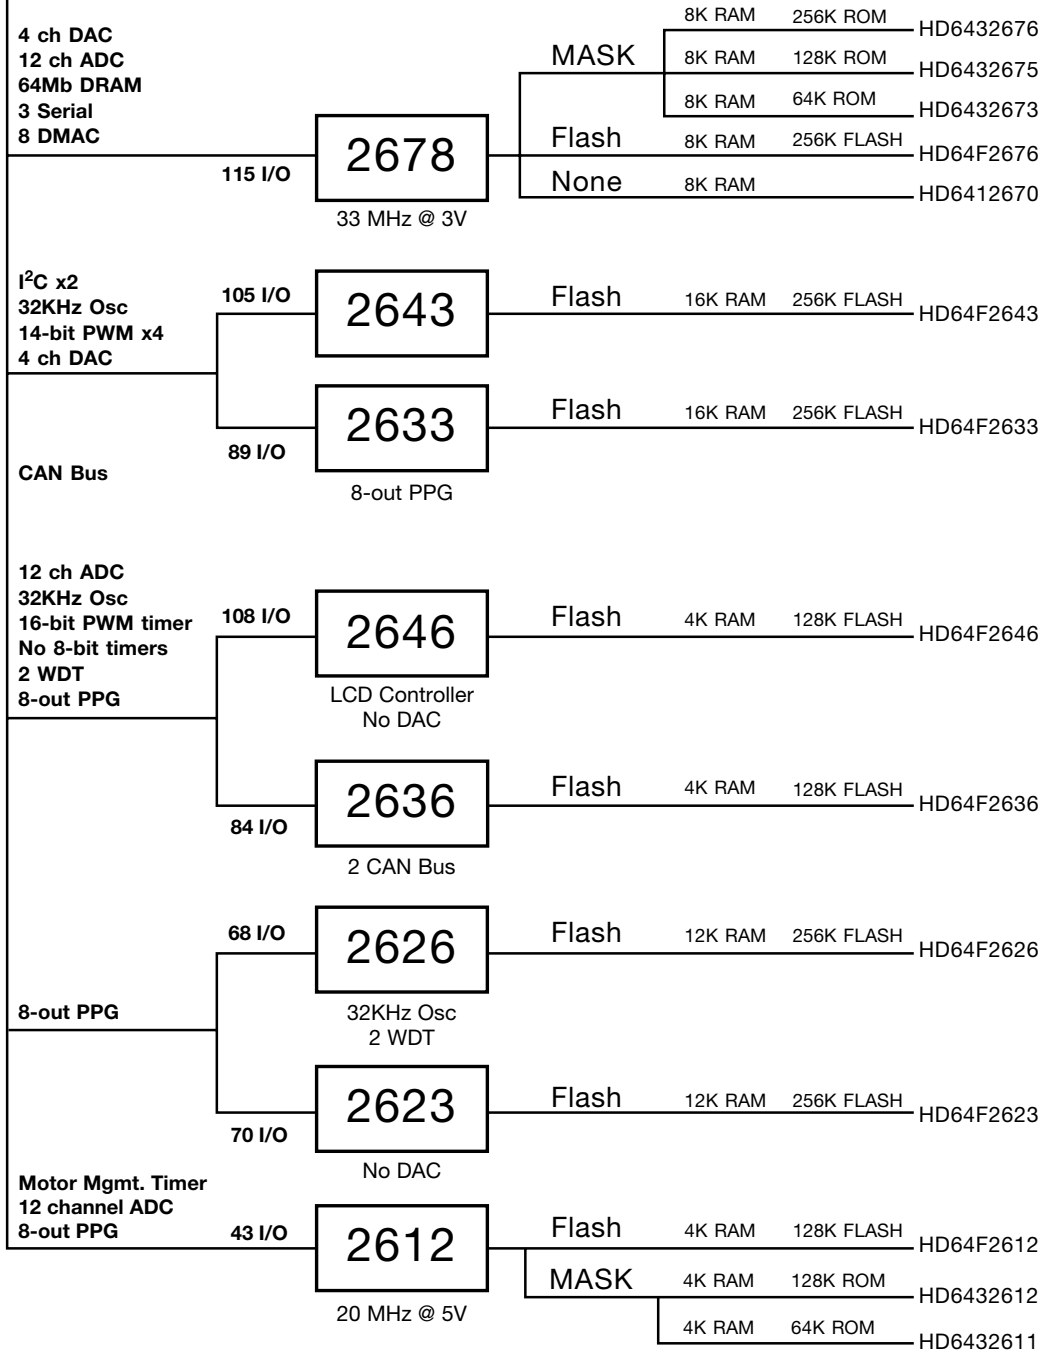 4 ch DAC
12 ch ADC
64Mb DRAM
3 Serial
8 DMAC
115 I/O
2678
33 MHz @ 3V
MASK
8K RAM 256K ROM HD6432676
8K RAM 128K ROM HD6432675
8K RAM 64K ROM HD6432673
Flash 8K RAM 256K FLASH HD64F2676
None 8K RAM HD6412670
I²C x2
32KHz Osc
14-bit PWM x4
4 ch DAC
105 I/O
2643
Flash 16K RAM 256K FLASH HD64F2643
89 I/O
2633
8-out PPG
Flash 16K RAM 256K FLASH HD64F2633
CAN Bus
12 ch ADC
32KHz Osc
16-bit PWM timer
No 8-bit timers
2 WDT
8-out PPG
108 I/O
2646
LCD Controller
No DAC
Flash 4K RAM 128K FLASH HD64F2646
84 I/O
2636
2 CAN Bus
Flash 4K RAM 128K FLASH HD64F2636
8-out PPG
68 I/O
2626
32KHz Osc
2 WDT
Flash 12K RAM 256K FLASH HD64F2626
70 I/O
2623
No DAC
Flash 12K RAM 256K FLASH HD64F2623
Motor Mgmt. Timer
12 channel ADC
8-out PPG
43 I/O
2612
20 MHz @ 5V
Flash 4K RAM 128K FLASH HD64F2612
MASK 4K RAM 128K ROM HD6432612
4K RAM 64K ROM HD6432611